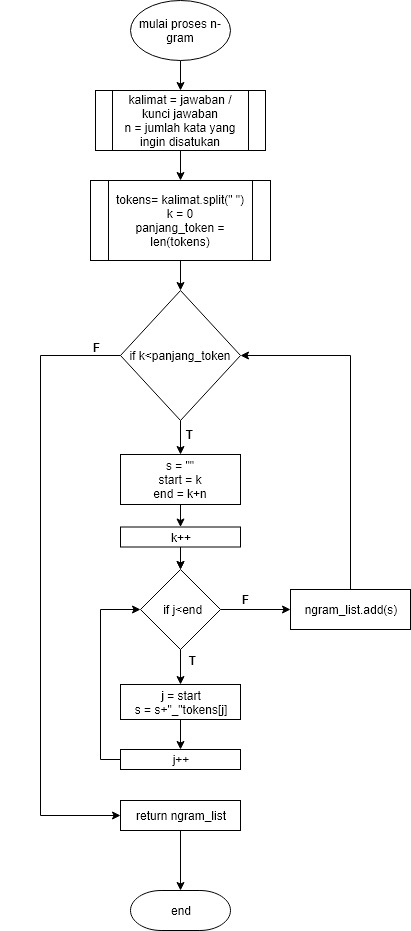 mulai proses n-
gram
kalimat = jawaban /
kunci jawaban
n = jumlah kata yang
ingin disatukan
tokens= kalimat.split(" ")
k = 0
panjang_token =
len(tokens)
F
if k<panjang_token
T
s = ""
start = k
end = k+n
k++
if j<end
F
ngram_list.add(s)
T
j = start
s = s+"_"tokens[j]
j++
return ngram_list
end